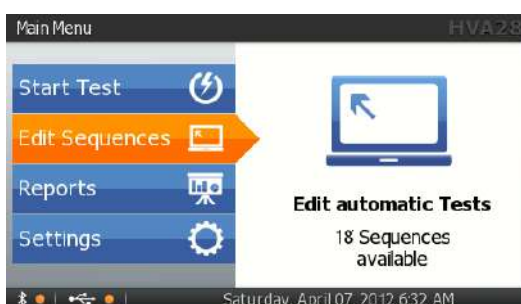 Main Menu
HVA28
Start Test
Edit Sequences
Reports
Settings
Edit automatic Tests
18 Sequences
available
Saturday, April 07, 2012 6:32 AM